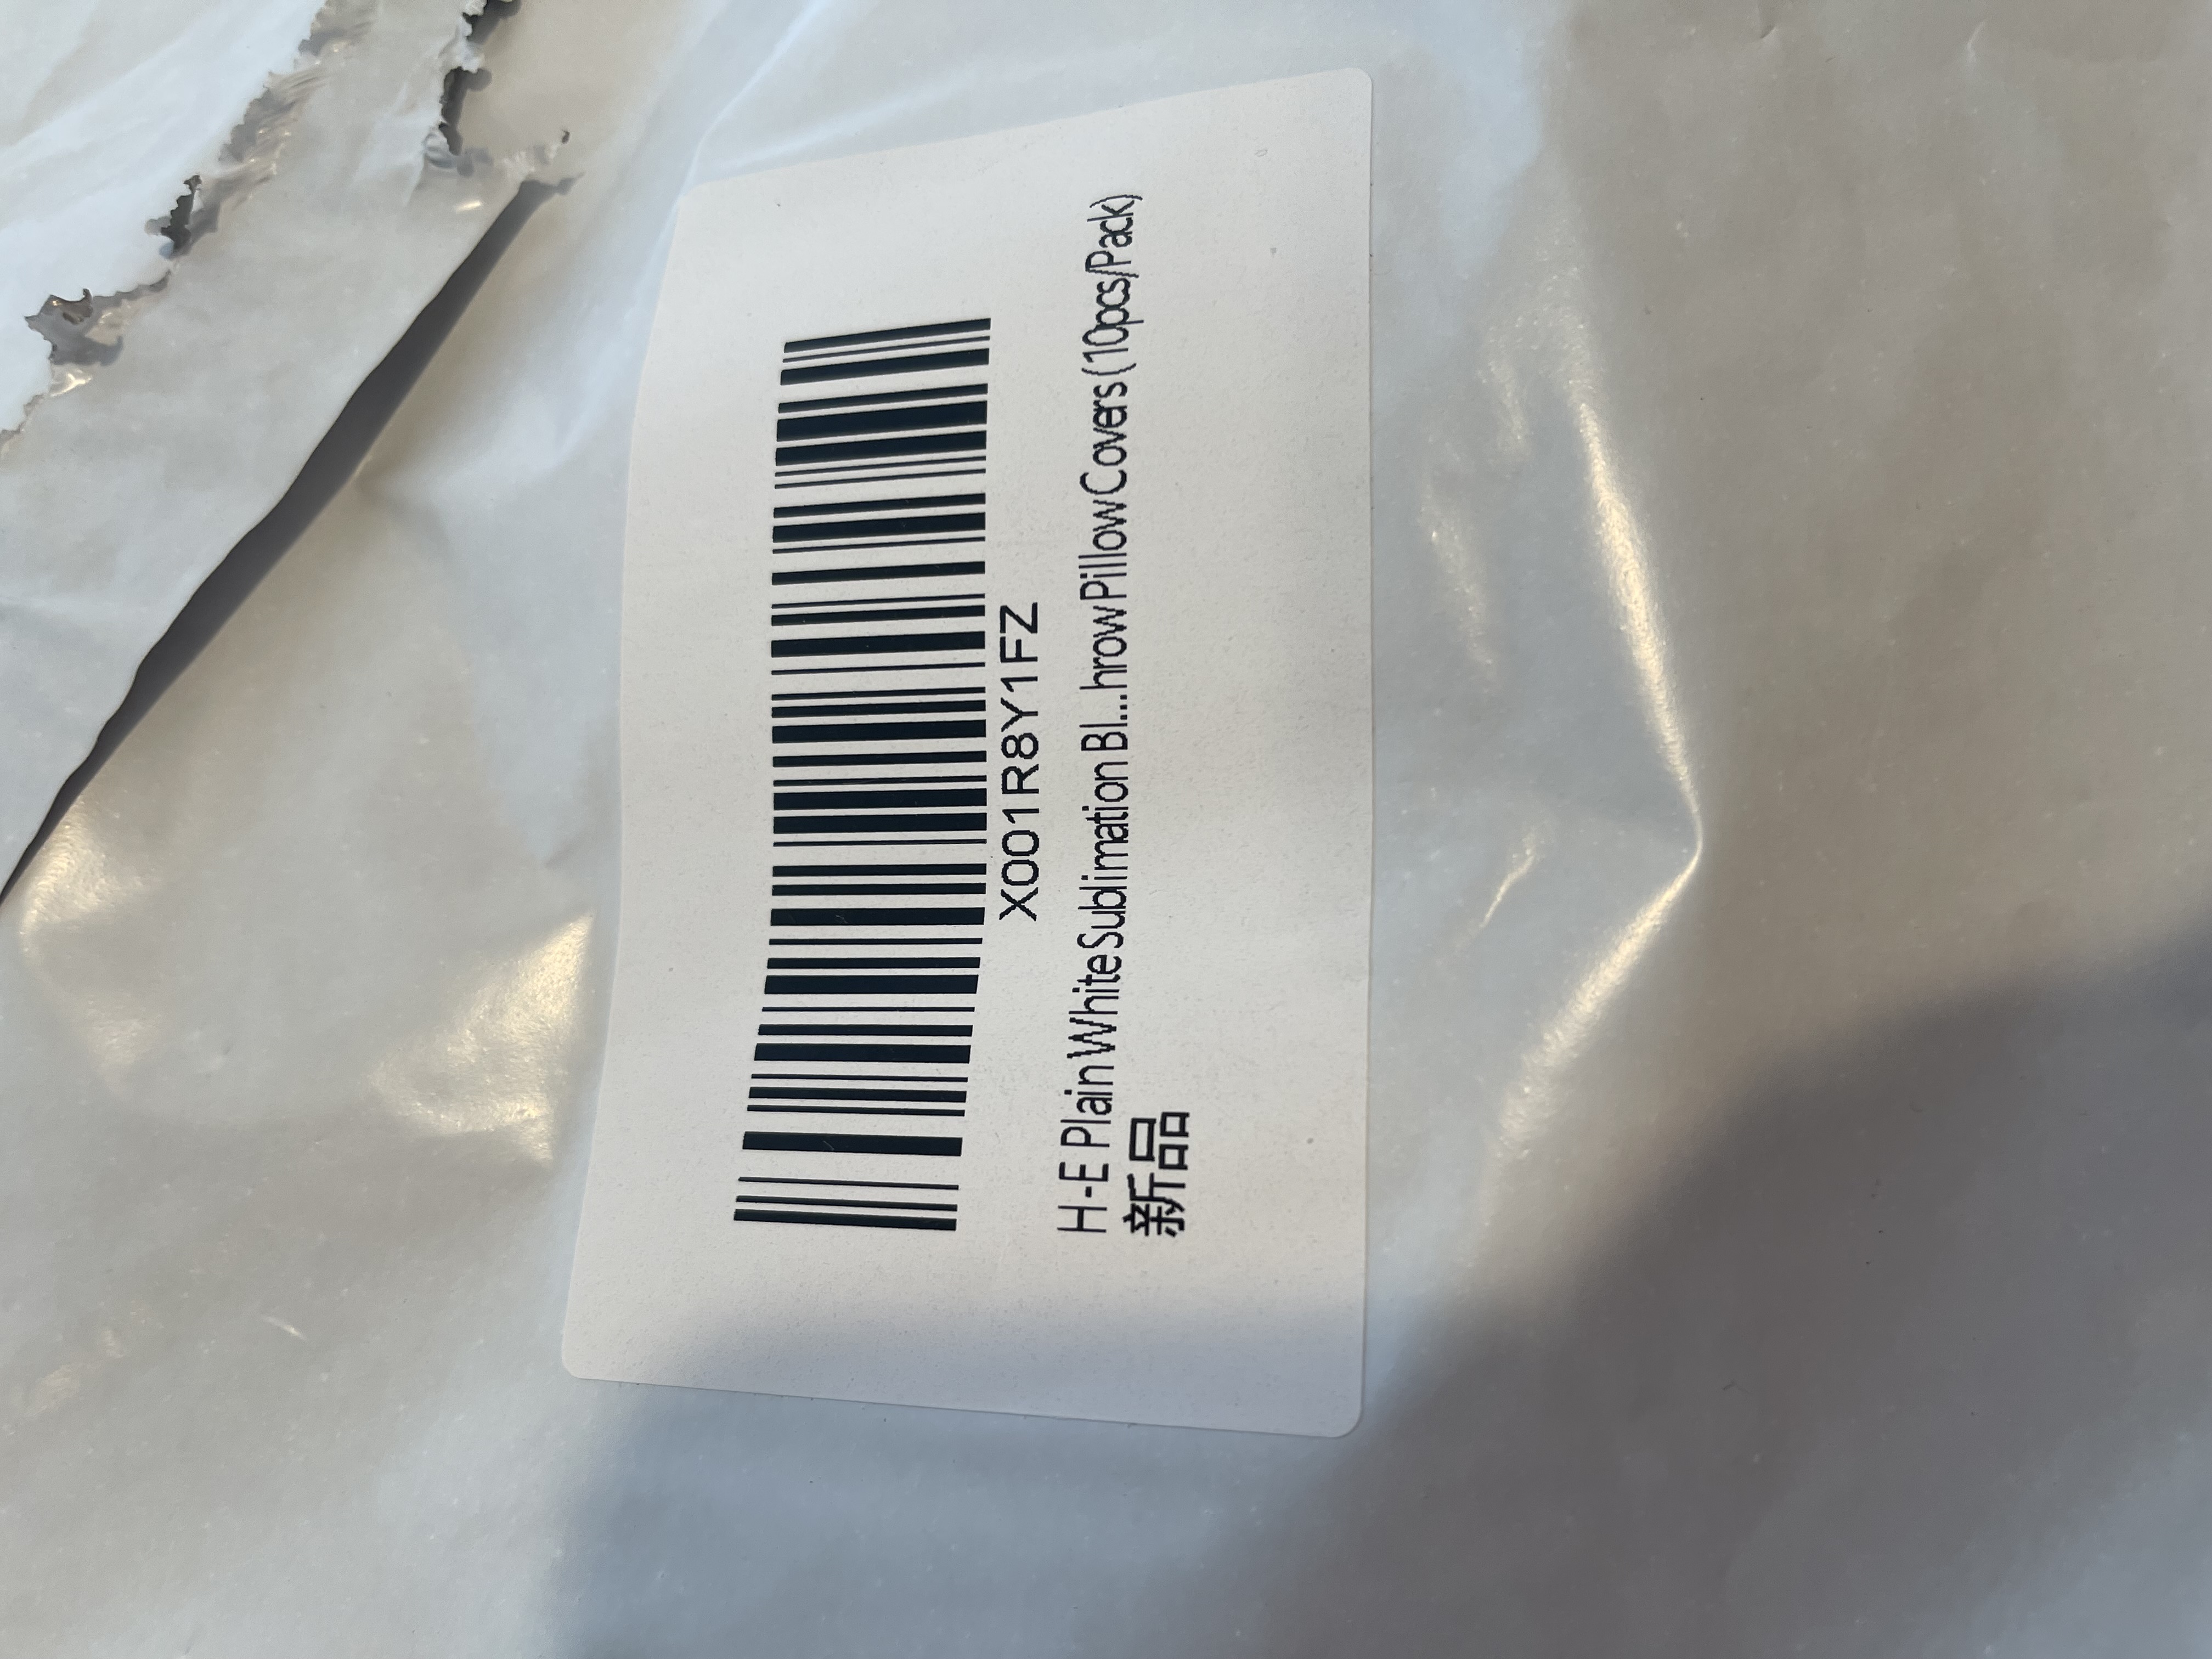 X001R8Y1FZ
H-E Plain White Sublimation Bl...hrow Pillow Covers (10pcs/Pack)
新品